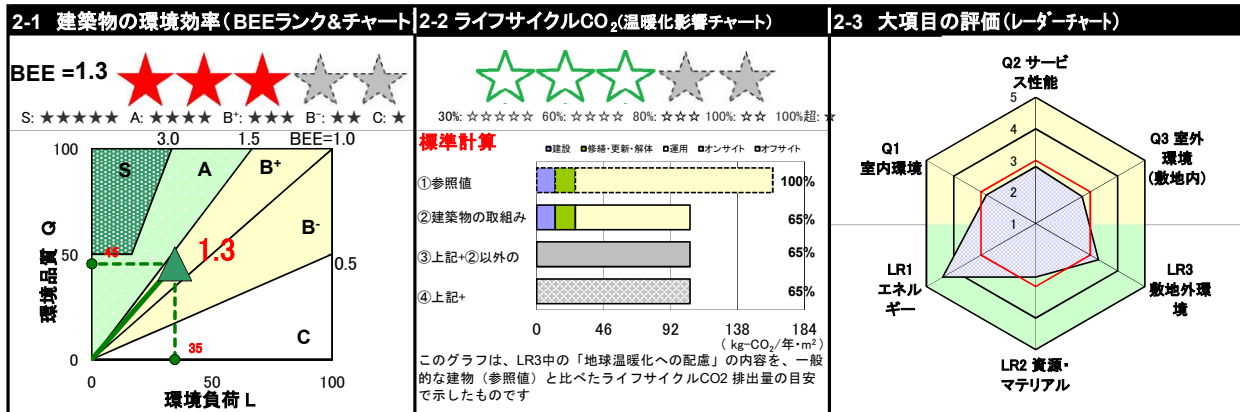 2-1 建築物の環境効率(BEEランク&チャート
BEE =1.3
S: ★★★★★ A: ★★★★ B⁺: ★★★ B⁻: ★★ C: ★
3.0 1.5 BEE=1.0
100
S A B⁺
B⁻
環境品質 Q
50
46
1.3
0.5
C
35
0
0 50 100
環境負荷 L
2-2 ライフサイクルCO₂(温暖化影響チャート)
30%: ☆☆☆☆☆ 60%: ☆☆☆☆ 80%: ☆☆☆ 100%: ☆☆ 100%超: ☆
標準計算
■建設 ■修繕・更新・解体 □運用 ■オンサイト ■オフサイト
①参照値 100%
②建築物の取組み 65%
③上記+②以外の 65%
④上記+ 65%
0 46 92 138 184
( kg-CO₂/年・m²)
このグラフは、LR3中の「地球温暖化への配慮」の内容を、一般
的な建物（参照値）と比べたライフサイクルCO2 排出量の目安
で示したものです
2-3 大項目の評価(レーダーチャート)
Q2 サービ
ス性能
Q1
室内環境
Q3 室外
環境
(敷地内)
5
4
3
2
1
LR1
エネル
ギー
LR3
敷地外環
境
LR2 資源・
マテリアル